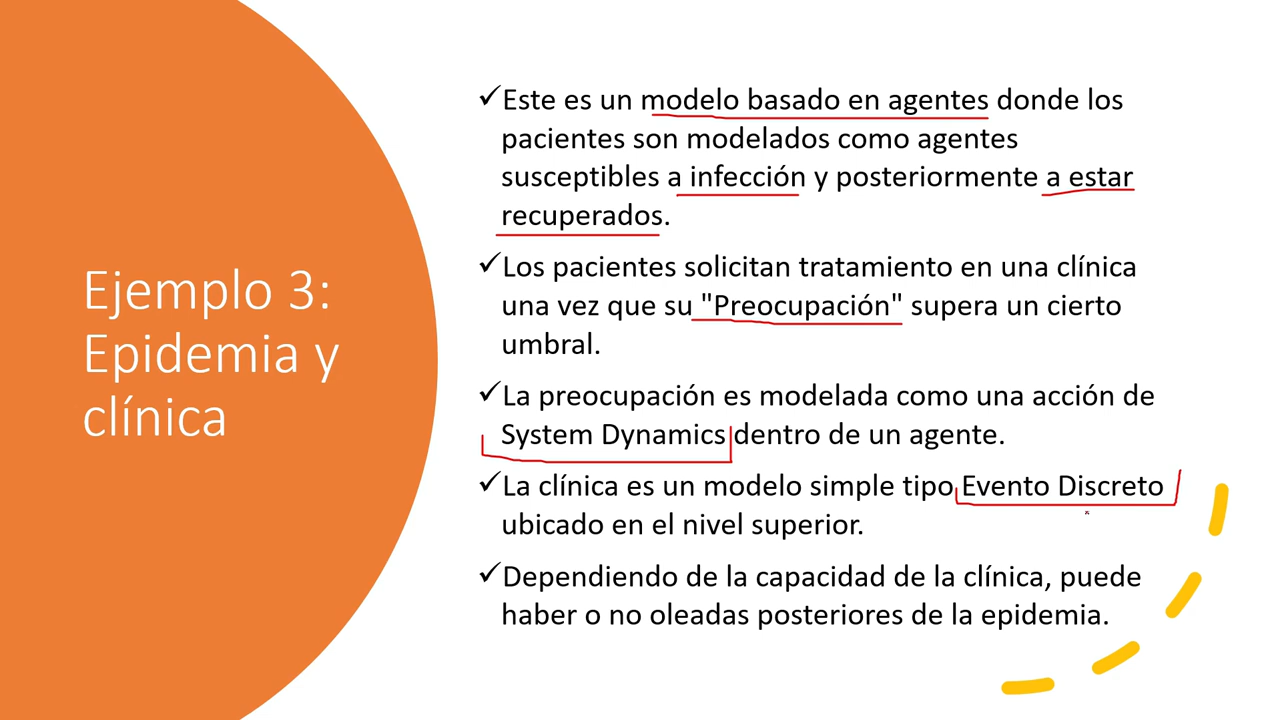 Ejemplo 3:
Epidemia y
clínica
✓Este es un modelo basado en agentes donde los
pacientes son modelados como agentes
susceptibles a infección y posteriormente a estar
recuperados.
✓Los pacientes solicitan tratamiento en una clínica
una vez que su "Preocupación" supera un cierto
umbral.
✓La preocupación es modelada como una acción de
System Dynamics dentro de un agente.
✓La clínica es un modelo simple tipo Evento Discreto
ubicado en el nivel superior.
✓Dependiendo de la capacidad de la clínica, puede
haber o no oleadas posteriores de la epidemia.